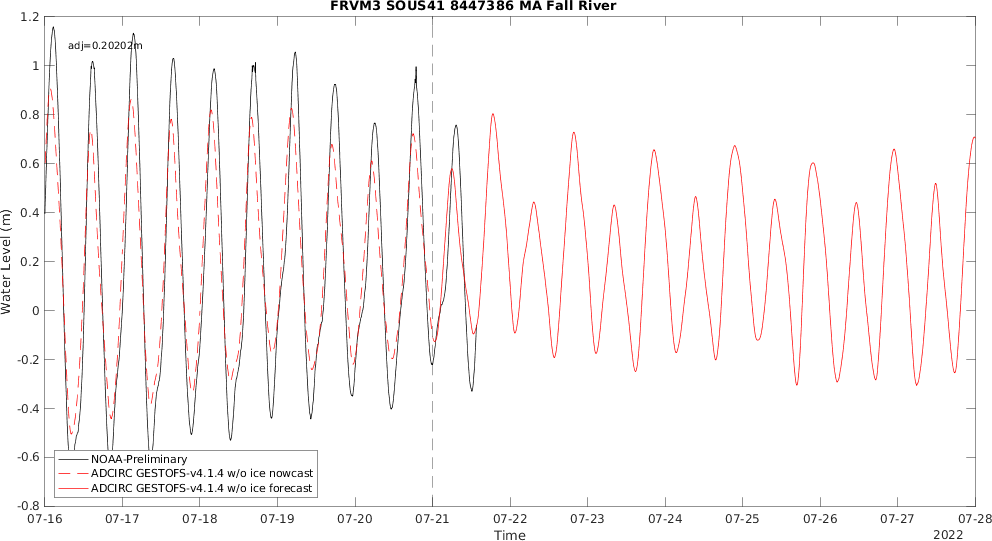 FRVM3 SOUS41 8447386 MA Fall River
adj=0.20202m
Water Level (m)
1.2
1
0.8
0.6
0.4
0.2
0
-0.2
-0.4
-0.6
-0.8
NOAA-Preliminary
ADCIRC GESTOFS-v4.1.4 w/o ice nowcast
ADCIRC GESTOFS-v4.1.4 w/o ice forecast
07-16 07-17 07-18 07-19 07-20 07-21 07-22 07-23 07-24 07-25 07-26 07-27 07-28
Time
2022